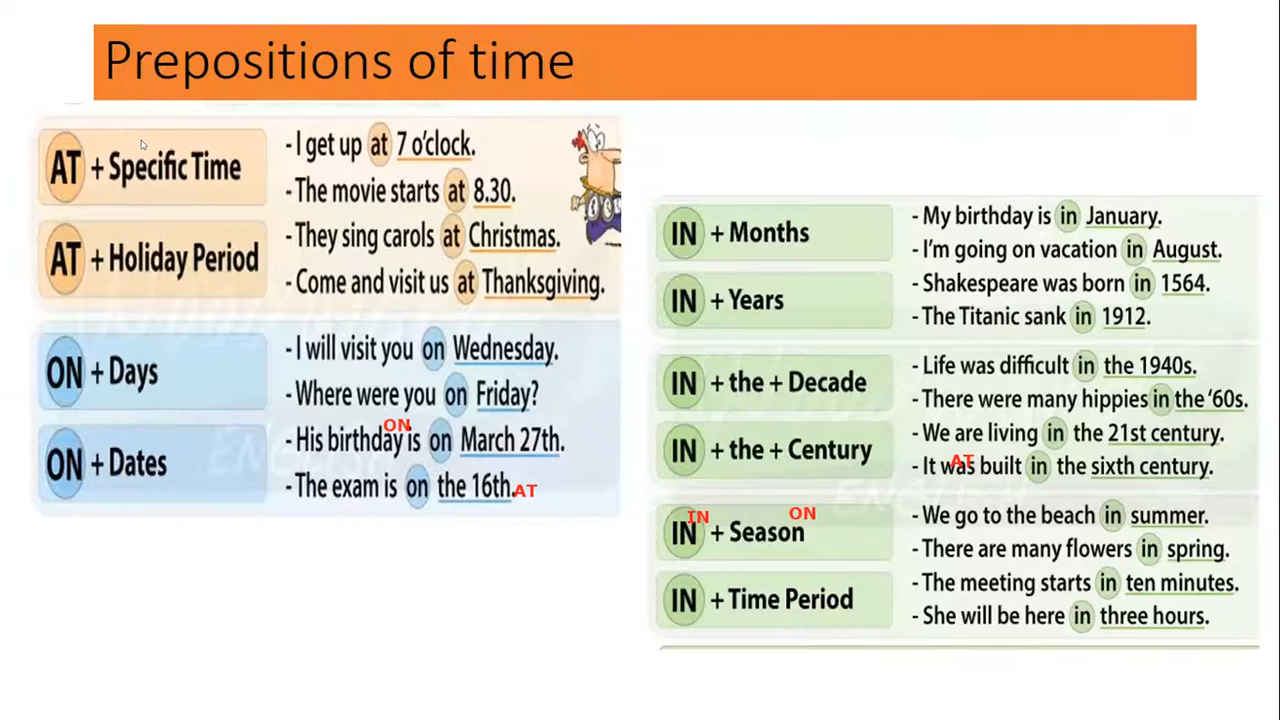 Prepositions of time
AT + Specific Time
- I get up at 7 o'clock.
- The movie starts at 8.30.
AT + Holiday Period
- They sing carols at Christmas.
- Come and visit us at Thanksgiving.
ON + Days
- I will visit you on Wednesday.
- Where were you on Friday?
ON
ON + Dates
- His birthday is on March 27th.
- The exam is on the 16th.
AT
IN + Months
- My birthday is in January.
- I'm going on vacation in August.
IN + Years
- Shakespeare was born in 1564.
- The Titanic sank in 1912.
IN + the + Decade
- Life was difficult in the 1940s.
- There were many hippies in the '60s.
IN + the + Century
- We are living in the 21st century.
AT
- It was built in the sixth century.
IN
ON
IN + Season
- We go to the beach in summer.
- There are many flowers in spring.
IN + Time Period
- The meeting starts in ten minutes.
- She will be here in three hours.